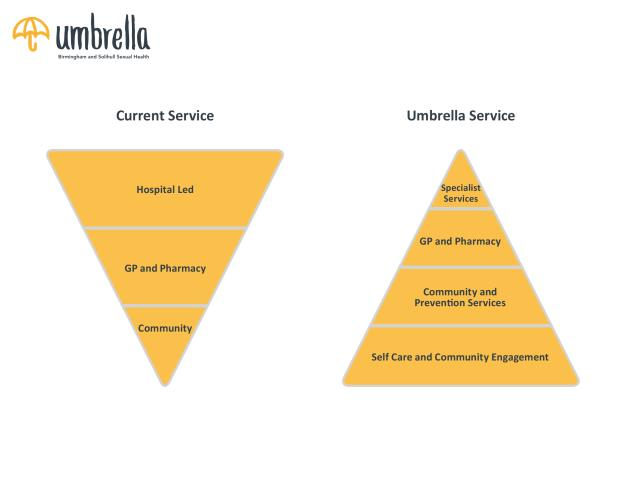 umbrella
Birmingham and Solihull Sexual Health
Current Service
Hospital Led
GP and Pharmacy
Community
Umbrella Service
Specialist
Services
GP and Pharmacy
Community and
Prevention Services
Self Care and Community Engagement